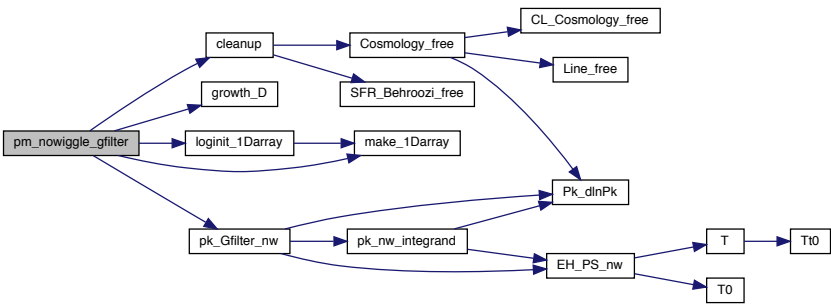 pm_nowiggle_gfilter
cleanup
growth_D
loginit_1Darray
pk_Gfilter_nw
Cosmology_free
SFR_Behroozi_free
make_1Darray
pk_nw_integrand
CL_Cosmology_free
Line_free
Pk_dlnPk
EH_PS_nw
T
T0
Tt0